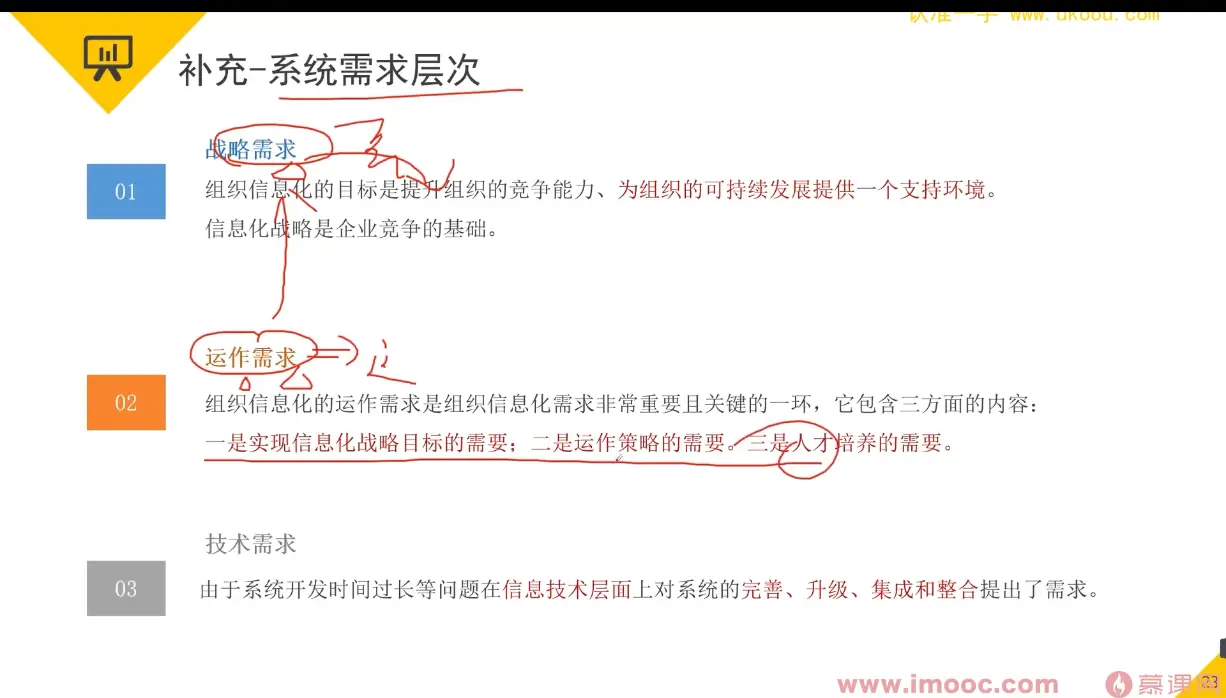 认准一手 www.ukoou.com
补充-系统需求层次
战略需求
01
组织信息化的目标是提升组织的竞争能力、为组织的可持续发展提供一个支持环境。
信息化战略是企业竞争的基础。
运作需求
02
组织信息化的运作需求是组织信息化需求非常重要且关键的一环，它包含三方面的内容：
一是实现信息化战略目标的需要；二是运作策略的需要。三是人才培养的需要。
技术需求
03
由于系统开发时间过长等问题在信息技术层面上对系统的完善、升级、集成和整合提出了需求。
www.imooc.com 慕课
23